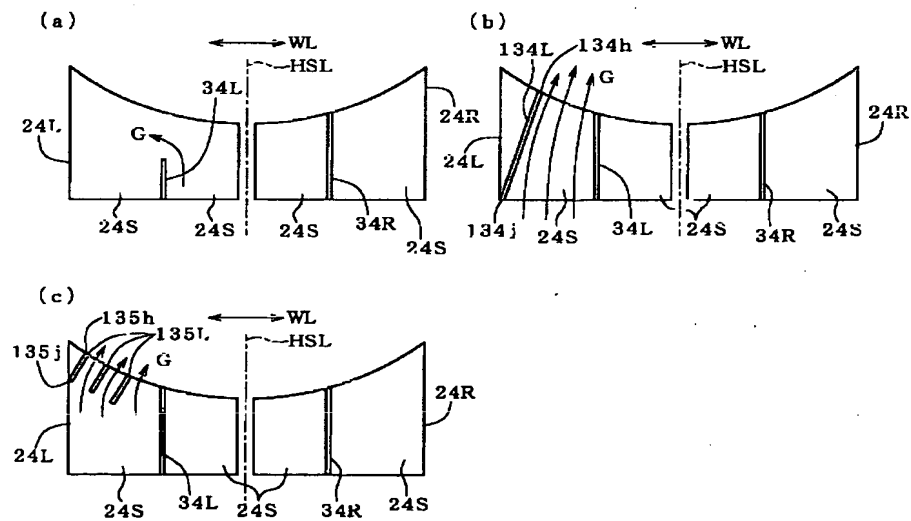 (a)
WL
HSL
34L
24R
24L
G
24S
24S
24S
34R
24S
(b)
134L
134h
WL
HSL
G
24R
24L
134j
24S
34L
24S
34R
24S
(c)
135h
135L
WL
HSL
135j
G
24R
24L
24S
34L
24S
34R
24S